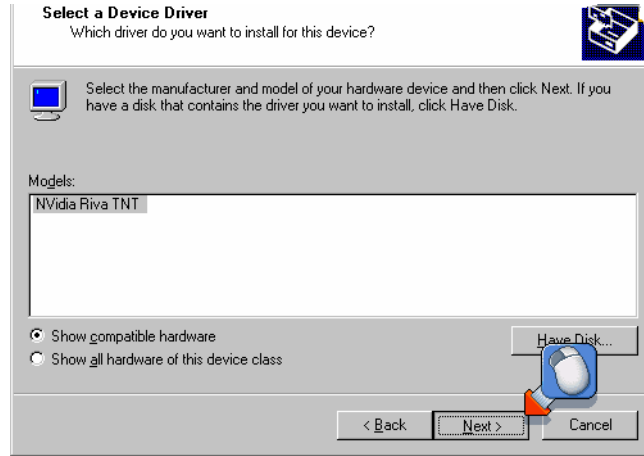 Select a Device Driver
Which driver do you want to install for this device?
Select the manufacturer and model of your hardware device and then click Next. If you
have a disk that contains the driver you want to install, click Have Disk.
Models:
NVidia Riva TNT
Show compatible hardware
Show all hardware of this device class
Have Disk...
< Back
Next >
Cancel